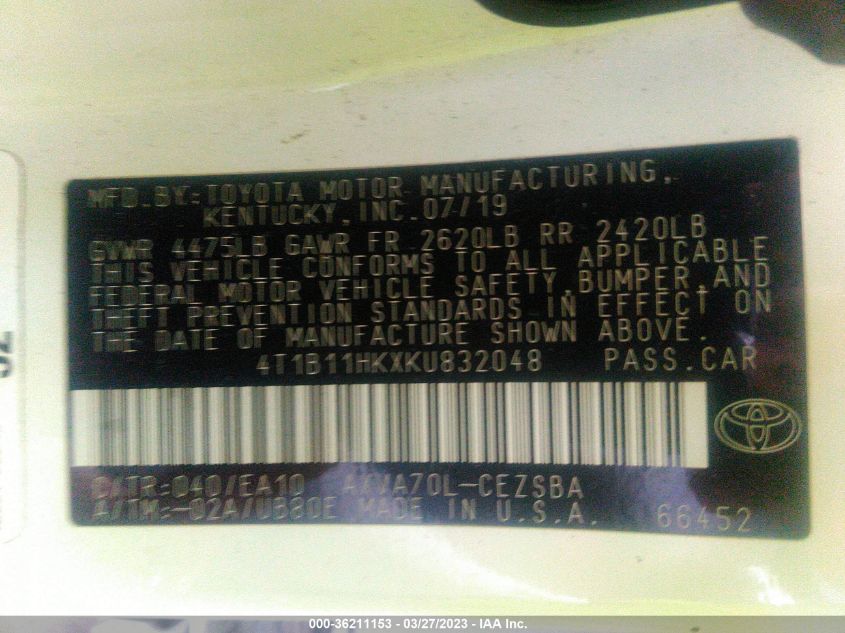 MFD.BY:TOYOTA MOTOR MANUFACTURING,
KENTUCKY,INC.07/19
GVWR 4475LB GAWR FR 2620LB RR 2420LB
THIS VEHICLE CONFORMS TO ALL APPLICABLE
FEDERAL MOTOR VEHICLE SAFETY,BUMPER,AND
THEFT PREVENTION STANDARDS IN EFFECT ON
THE DATE OF MANUFACTURE SHOWN ABOVE.
4T1B11HKXKU832048 PASS.CAR
C/TR:040/EA10 AXVA70L-CEZSBA
A/TM:-02A/UB80E MADE IN U.S.A. 66452
000-36211153 — 03/27/2023 — IAA Inc.